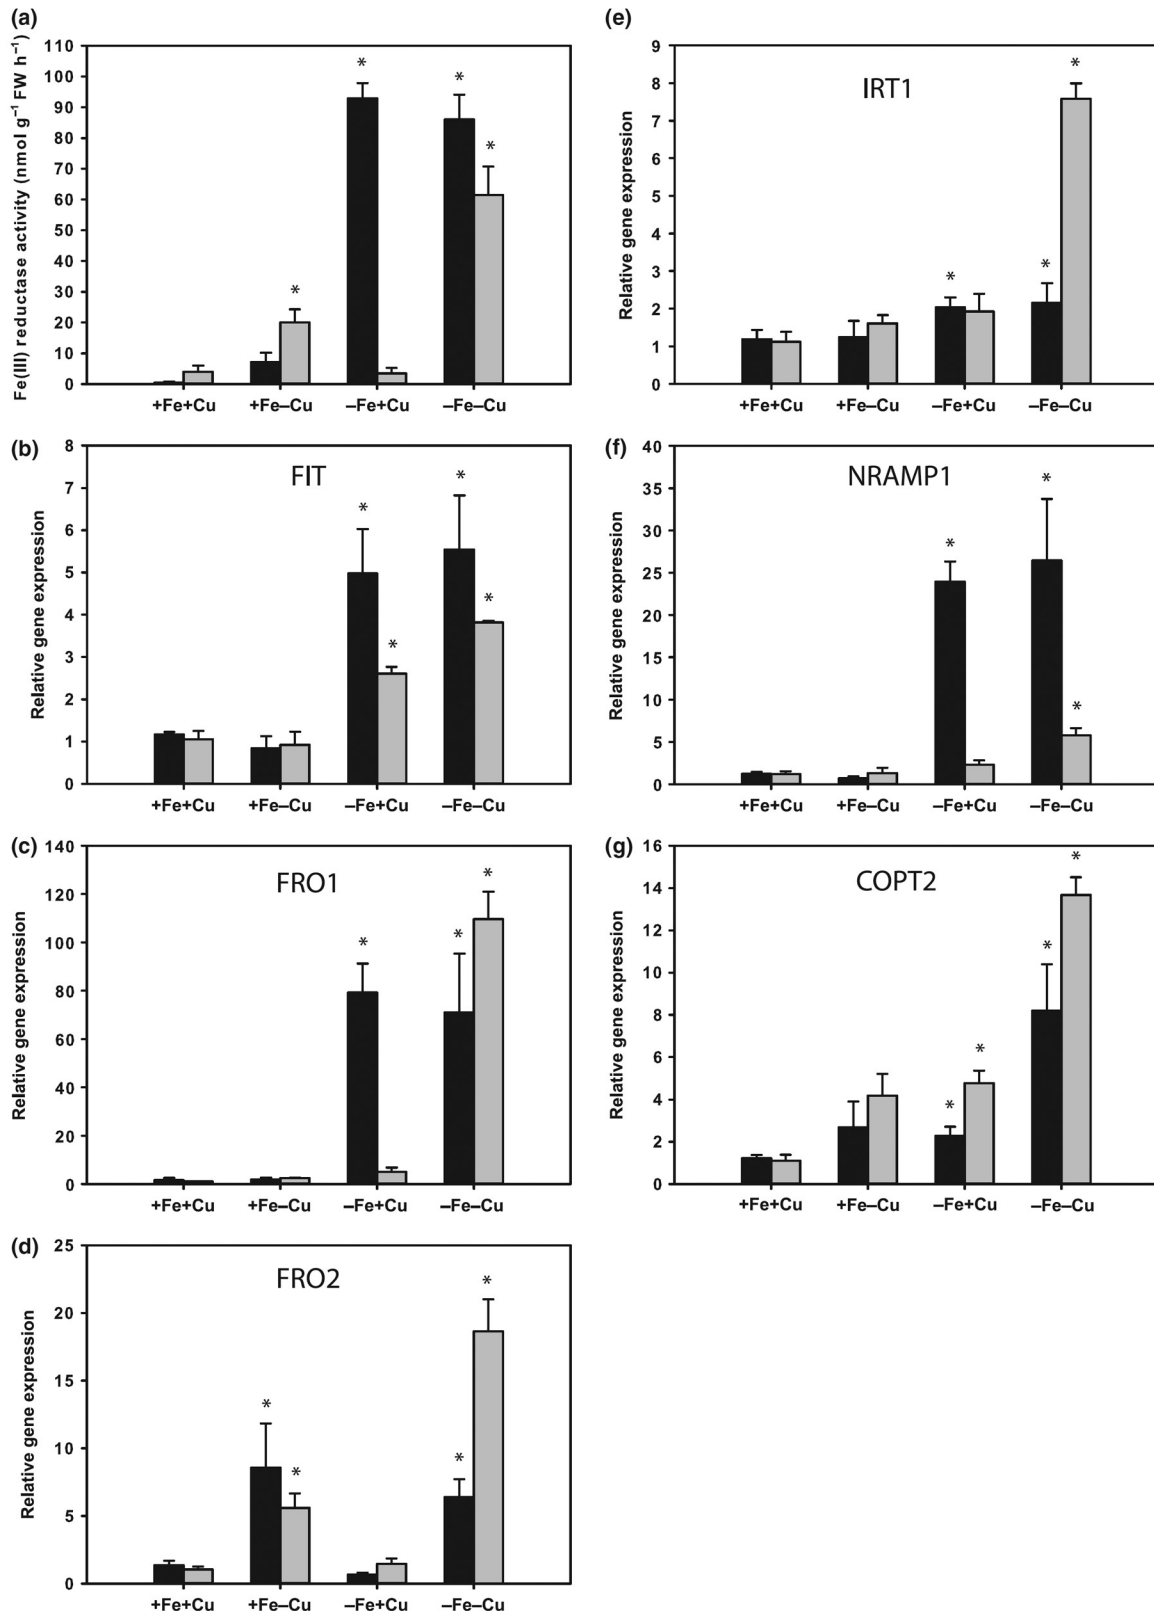 (a)
Fe(III) reductase activity (nmol g⁻¹ FW h⁻¹)
110
100
90
80
70
60
50
40
30
20
10
0
*
*
*
*
+Fe+Cu
+Fe–Cu
–Fe+Cu
–Fe–Cu
(b)
FIT
Relative gene expression
8
7
6
5
4
3
2
1
0
*
*
*
*
+Fe+Cu
+Fe–Cu
–Fe+Cu
–Fe–Cu
(c)
FRO1
Relative gene expression
140
120
100
80
60
40
20
0
*
*
*
+Fe+Cu
+Fe–Cu
–Fe+Cu
–Fe–Cu
(d)
FRO2
Relative gene expression
25
20
15
10
5
0
*
*
*
*
+Fe+Cu
+Fe–Cu
–Fe+Cu
–Fe–Cu
(e)
IRT1
Relative gene expression
9
8
7
6
5
4
3
2
1
0
*
*
*
+Fe+Cu
+Fe–Cu
–Fe+Cu
–Fe–Cu
(f)
NRAMP1
Relative gene expression
40
35
30
25
20
15
10
5
0
*
*
*
+Fe+Cu
+Fe–Cu
–Fe+Cu
–Fe–Cu
(g)
COPT2
Relative gene expression
16
14
12
10
8
6
4
2
0
*
*
*
*
+Fe+Cu
+Fe–Cu
–Fe+Cu
–Fe–Cu